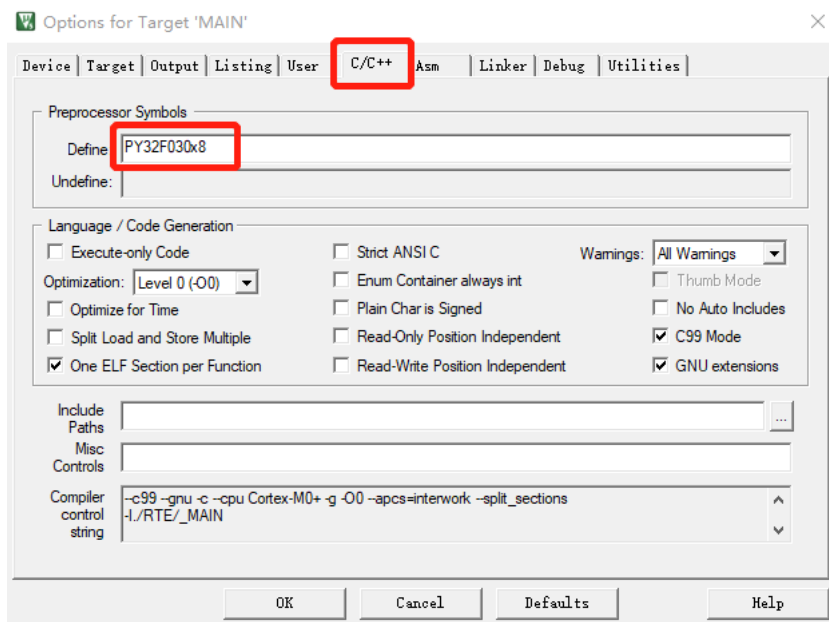 Options for Target 'MAIN'
Device Target Output Listing User C/C++ Asm Linker Debug Utilities
Preprocessor Symbols
Define PY32F030x8
Undefine:
Language / Code Generation
Execute-only Code Strict ANSI C Warnings: All Warnings
Optimization: Level 0 (-O0) Enum Container always int Thumb Mode
Optimize for Time Plain Char is Signed No Auto Includes
Split Load and Store Multiple Read-Only Position Independent C99 Mode
One ELF Section per Function Read-Write Position Independent GNU extensions
Include
Paths
...
Misc
Controls
Compiler
control
string
--c99 --gnu -c --cpu Cortex-M0+ -g -O0 --apcs=interwork --split_sections
-I./RTE/_MAIN
OK Cancel Defaults Help